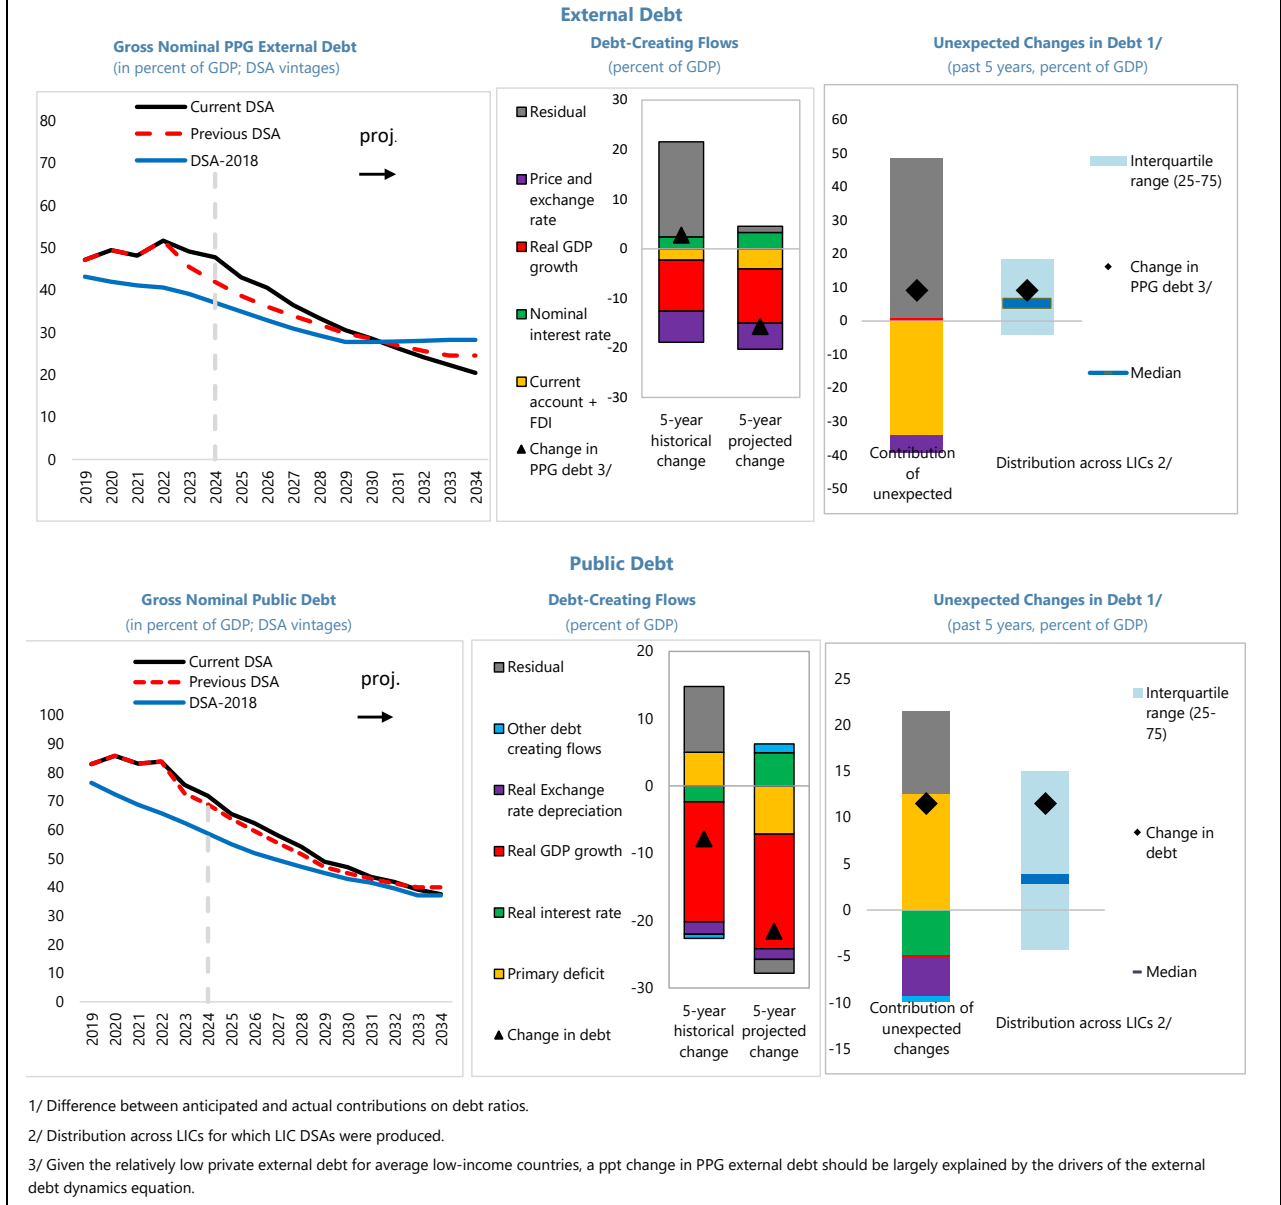 External Debt
Gross Nominal PPG External Debt
(in percent of GDP; DSA vintages)
Current DSA
Previous DSA
DSA-2018
proj.
80
70
60
50
40
30
20
10
0
2019
2020
2021
2022
2023
2024
2025
2026
2027
2028
2029
2030
2031
2032
2033
2034
Debt-Creating Flows
(percent of GDP)
Residual
Price and
exchange
rate
Real GDP
growth
Nominal
interest rate
Current
account +
FDI
Change in
PPG debt 3/
30
20
10
0
-10
-20
-30
5-year
historical
change
5-year
projected
change
Unexpected Changes in Debt 1/
(past 5 years, percent of GDP)
60
50
40
30
20
10
0
-10
-20
-30
-40
-50
Interquartile
range (25-75)
Change in
PPG debt 3/
Median
Contribution
of
unexpected
Distribution across LICs 2/
Public Debt
Gross Nominal Public Debt
(in percent of GDP; DSA vintages)
Current DSA
Previous DSA
DSA-2018
proj.
100
90
80
70
60
50
40
30
20
10
0
2019
2020
2021
2022
2023
2024
2025
2026
2027
2028
2029
2030
2031
2032
2033
2034
Debt-Creating Flows
(percent of GDP)
Residual
Other debt
creating flows
Real Exchange
rate depreciation
Real GDP growth
Real interest rate
Primary deficit
Change in debt
20
10
0
-10
-20
-30
5-year
historical
change
5-year
projected
change
Unexpected Changes in Debt 1/
(past 5 years, percent of GDP)
25
20
15
10
5
0
-5
-10
-15
Interquartile
range (25-
75)
Change in
debt
Median
Contribution of
unexpected
changes
Distribution across LICs 2/
1/ Difference between anticipated and actual contributions on debt ratios.
2/ Distribution across LICs for which LIC DSAs were produced.
3/ Given the relatively low private external debt for average low-income countries, a ppt change in PPG external debt should be largely explained by the drivers of the external
debt dynamics equation.